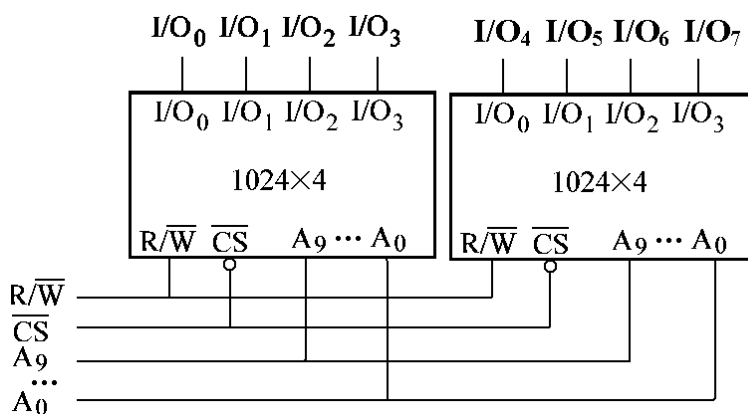 I/O₀ I/O₁ I/O₂ I/O₃ I/O₄ I/O₅ I/O₆ I/O₇
I/O₀ I/O₁ I/O₂ I/O₃ I/O₀ I/O₁ I/O₂ I/O₃
1024×4 1024×4
R/W̅ C̅S̅ A₉ ··· A₀ R/W̅ C̅S̅ A₉ ··· A₀
R/W̅
C̅S̅
A₉
···
A₀